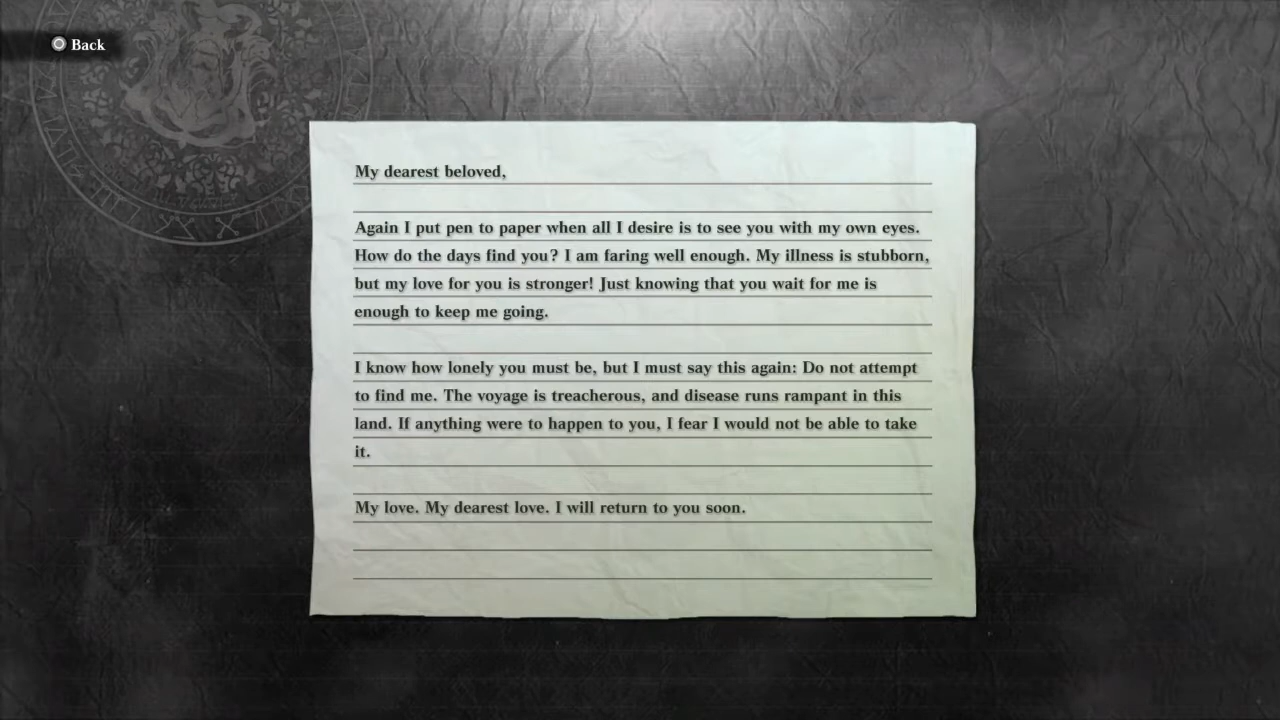 Back
My dearest beloved,
Again I put pen to paper when all I desire is to see you with my own eyes.
How do the days find you? I am faring well enough. My illness is stubborn,
but my love for you is stronger! Just knowing that you wait for me is
enough to keep me going.
I know how lonely you must be, but I must say this again: Do not attempt
to find me. The voyage is treacherous, and disease runs rampant in this
land. If anything were to happen to you, I fear I would not be able to take
it.
My love. My dearest love. I will return to you soon.